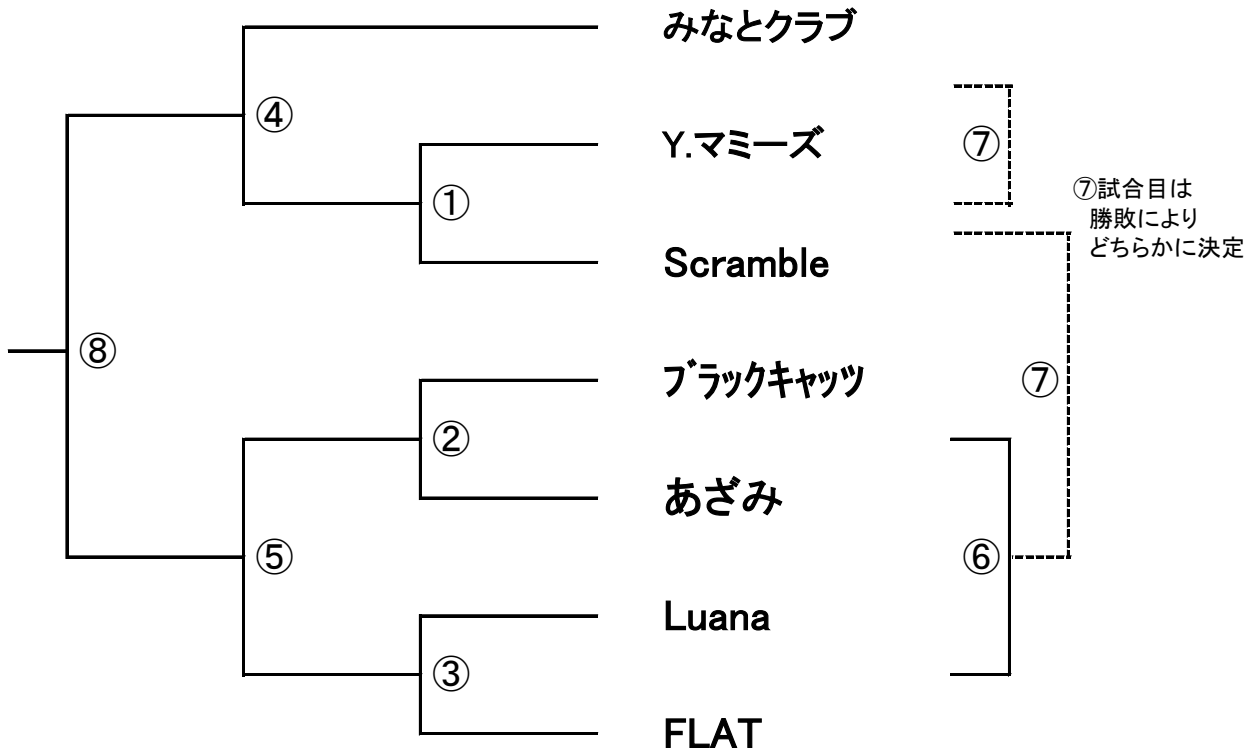 みなとクラブ
④
Y.マミーズ
⑦
①
⑦試合目は
勝敗により
どちらかに決定
Scramble
⑧
ブラックキャッツ
⑦
②
あざみ
⑤
⑥
Luana
③
FLAT